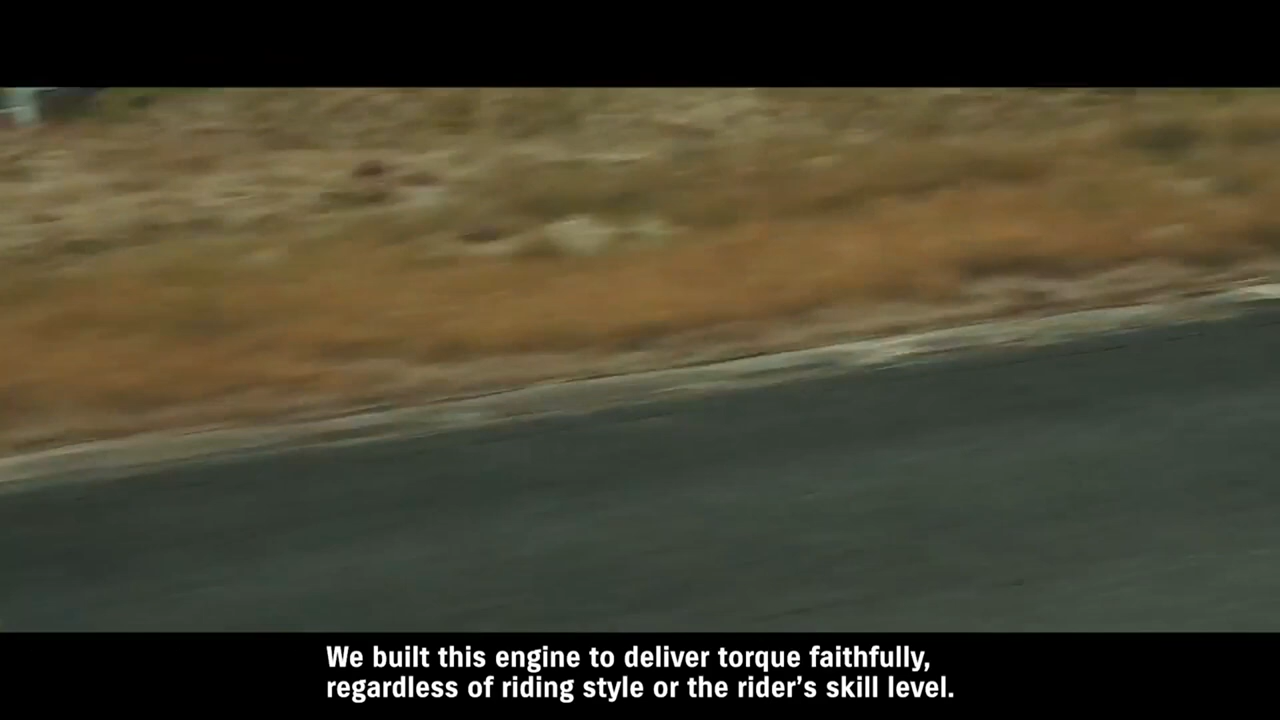 We built this engine to deliver torque faithfully,
regardless of riding style or the rider's skill level.